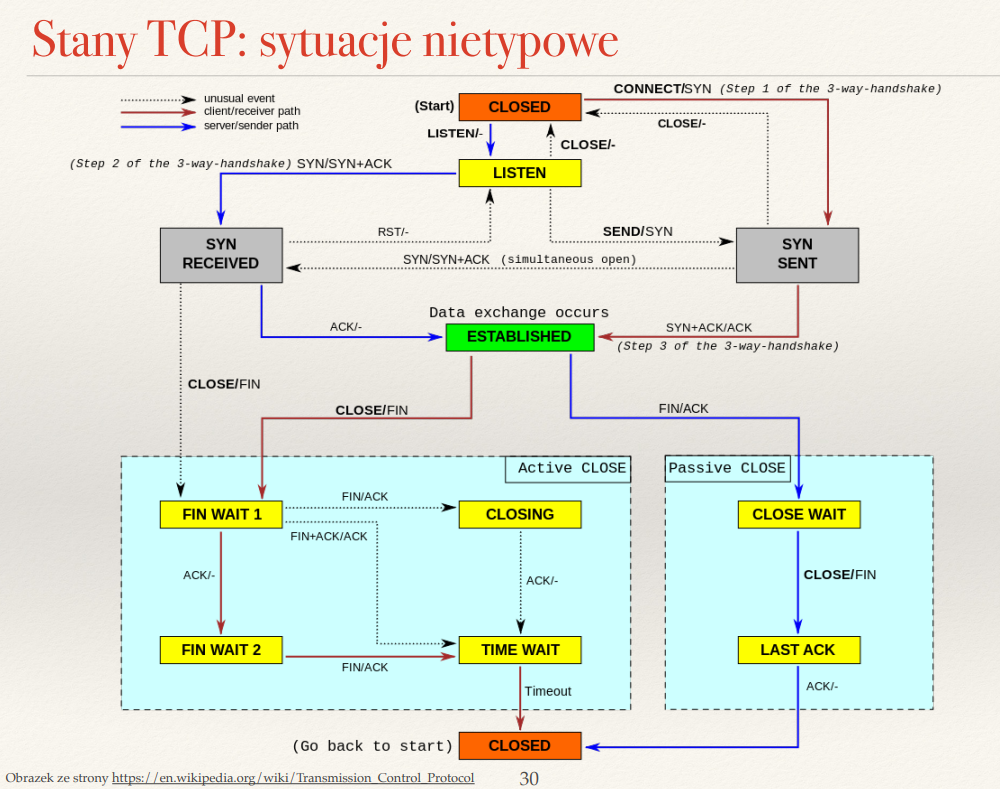 Stany TCP: sytuacje nietypowe
unusual event
client/receiver path
server/sender path
(Start)
CLOSED
CONNECT/SYN (Step 1 of the 3-way-handshake)
CLOSE/-
LISTEN/-
CLOSE/-
(Step 2 of the 3-way-handshake) SYN/SYN+ACK
LISTEN
RST/-
SEND/SYN
SYN
RECEIVED
SYN
SENT
SYN/SYN+ACK (simultaneous open)
Data exchange occurs
ACK/-
ESTABLISHED
SYN+ACK/ACK
(Step 3 of the 3-way-handshake)
CLOSE/FIN
CLOSE/FIN
FIN/ACK
Active CLOSE
Passive CLOSE
FIN WAIT 1
FIN/ACK
CLOSING
CLOSE WAIT
FIN+ACK/ACK
ACK/-
ACK/-
CLOSE/FIN
FIN WAIT 2
FIN/ACK
TIME WAIT
LAST ACK
Timeout
ACK/-
(Go back to start)
CLOSED
Obrazek ze strony https://en.wikipedia.org/wiki/Transmission_Control_Protocol
30